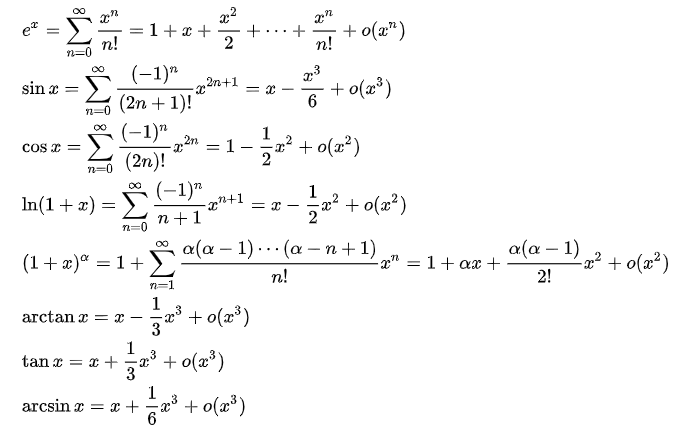 $e^x = \sum_{n=0}^{\infty} \frac{x^n}{n!} = 1 + x + \frac{x^2}{2} + \cdots + \frac{x^n}{n!} + o(x^n)$
$\sin x = \sum_{n=0}^{\infty} \frac{(-1)^n}{(2n+1)!} x^{2n+1} = x - \frac{x^3}{6} + o(x^3)$
$\cos x = \sum_{n=0}^{\infty} \frac{(-1)^n}{(2n)!} x^{2n} = 1 - \frac{1}{2}x^2 + o(x^2)$
$\ln(1+x) = \sum_{n=0}^{\infty} \frac{(-1)^n}{n+1} x^{n+1} = x - \frac{1}{2}x^2 + o(x^2)$
$(1+x)^\alpha = 1 + \sum_{n=1}^{\infty} \frac{\alpha(\alpha-1)\cdots(\alpha-n+1)}{n!} x^n = 1 + \alpha x + \frac{\alpha(\alpha-1)}{2!}x^2 + o(x^2)$
$\arctan x = x - \frac{1}{3}x^3 + o(x^3)$
$\tan x = x + \frac{1}{3}x^3 + o(x^3)$
$\arcsin x = x + \frac{1}{6}x^3 + o(x^3)$